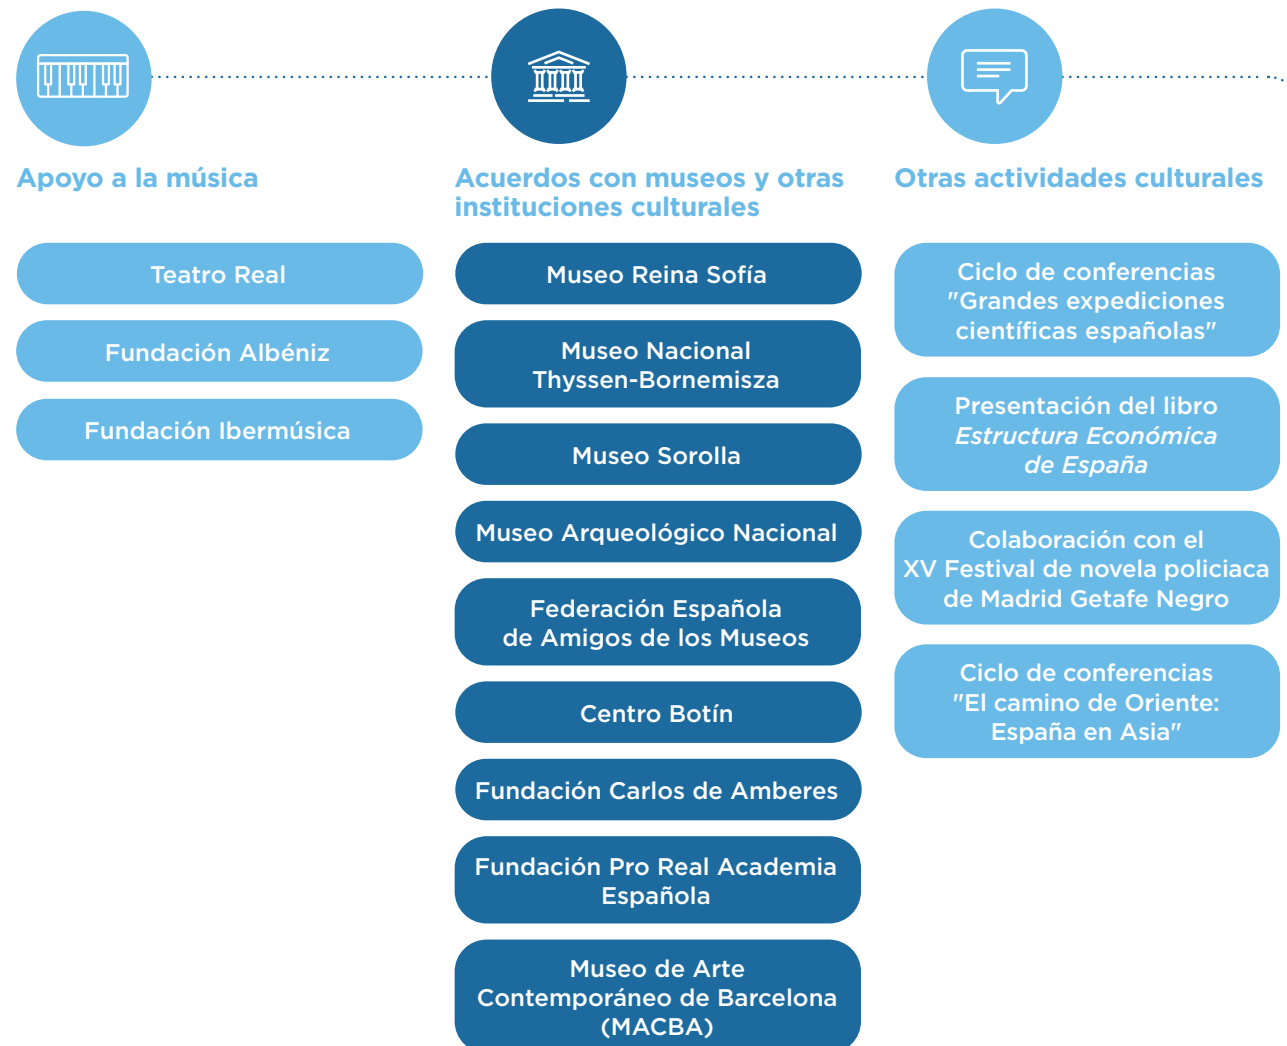 Apoyo a la música
Teatro Real
Fundación Albéniz
Fundación Ibermúsica
Acuerdos con museos y otras
instituciones culturales
Museo Reina Sofía
Museo Nacional
Thyssen-Bornemisza
Museo Sorolla
Museo Arqueológico Nacional
Federación Española
de Amigos de los Museos
Centro Botín
Fundación Carlos de Amberes
Fundación Pro Real Academia
Española
Museo de Arte
Contemporáneo de Barcelona
(MACBA)
Otras actividades culturales
Ciclo de conferencias
"Grandes expediciones
científicas españolas"
Presentación del libro
Estructura Económica
de España
Colaboración con el
XV Festival de novela policiaca
de Madrid Getafe Negro
Ciclo de conferencias
"El camino de Oriente:
España en Asia"